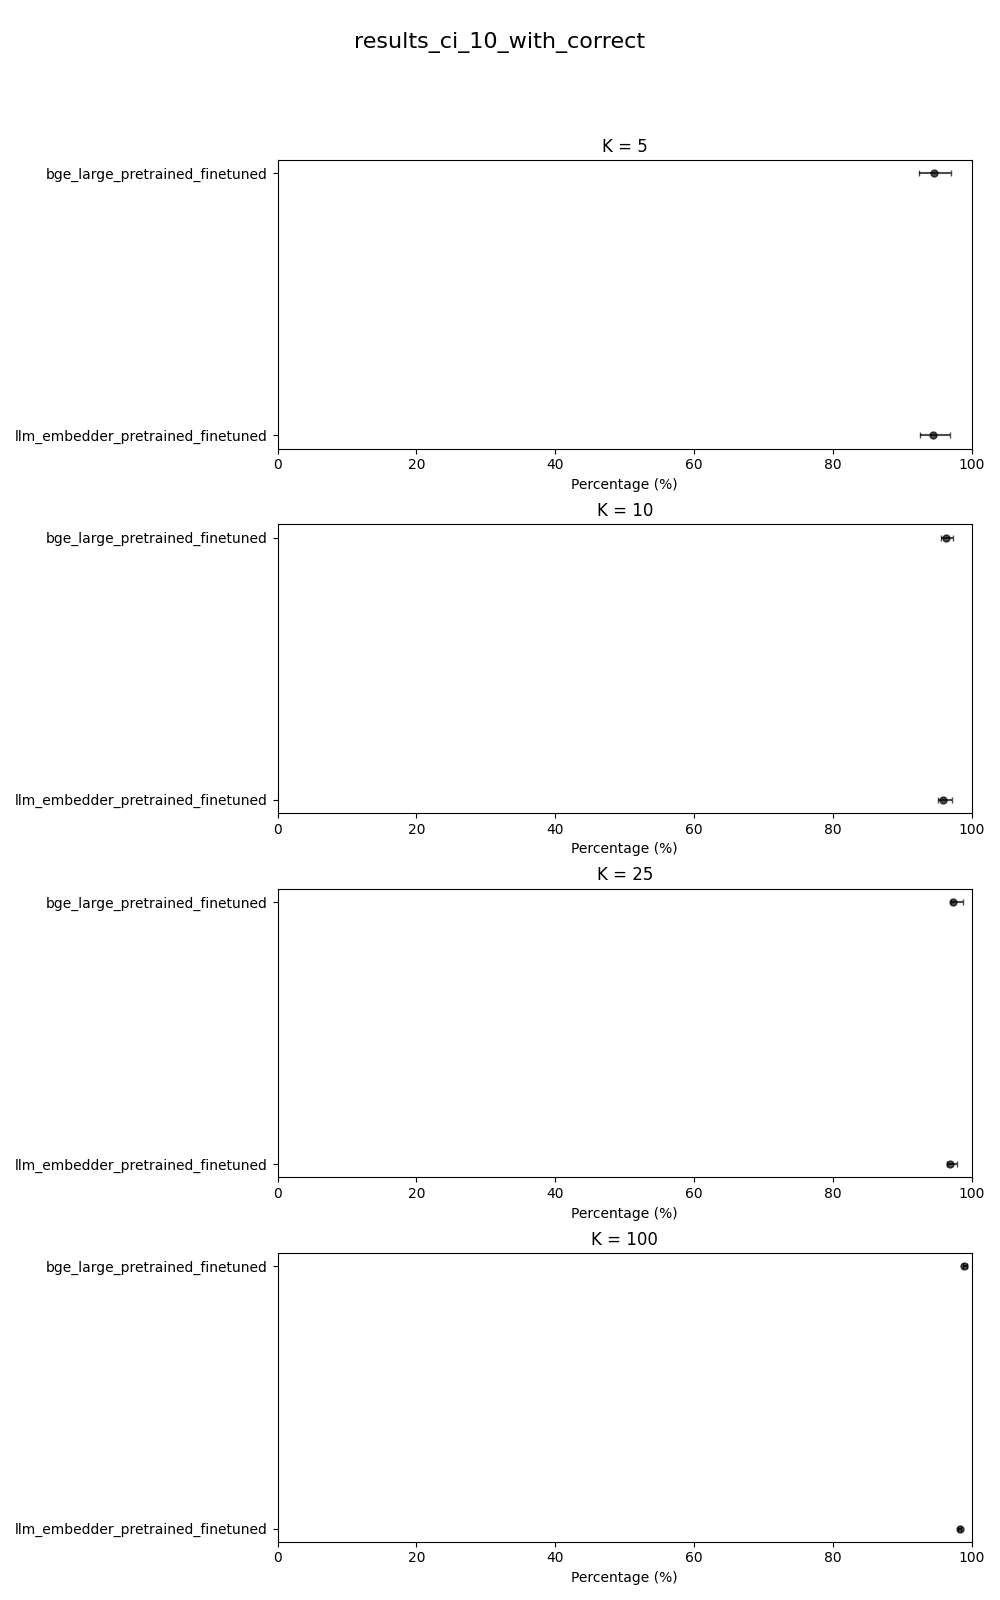 results_ci_10_with_correct
K = 5
bge_large_pretrained_finetuned
llm_embedder_pretrained_finetuned
0 20 40 60 80 100
Percentage (%)
K = 10
bge_large_pretrained_finetuned
llm_embedder_pretrained_finetuned
0 20 40 60 80 100
Percentage (%)
K = 25
bge_large_pretrained_finetuned
llm_embedder_pretrained_finetuned
0 20 40 60 80 100
Percentage (%)
K = 100
bge_large_pretrained_finetuned
llm_embedder_pretrained_finetuned
0 20 40 60 80 100
Percentage (%)